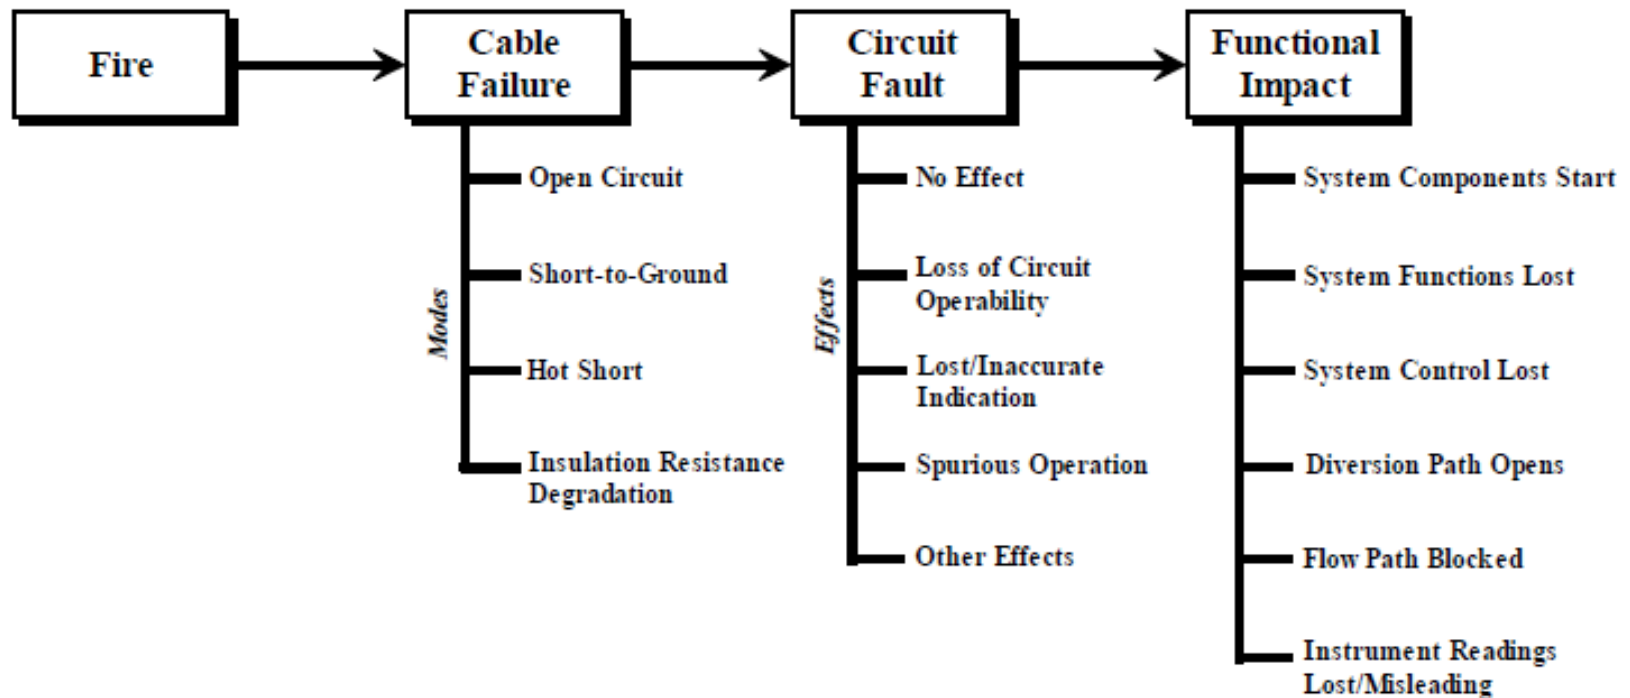 Fire
Cable
Failure
Circuit
Fault
Functional
Impact
Modes
Open Circuit
Short-to-Ground
Hot Short
Insulation Resistance
Degradation
Effects
No Effect
Loss of Circuit
Operability
Lost/Inaccurate
Indication
Spurious Operation
Other Effects
System Components Start
System Functions Lost
System Control Lost
Diversion Path Opens
Flow Path Blocked
Instrument Readings
Lost/Misleading